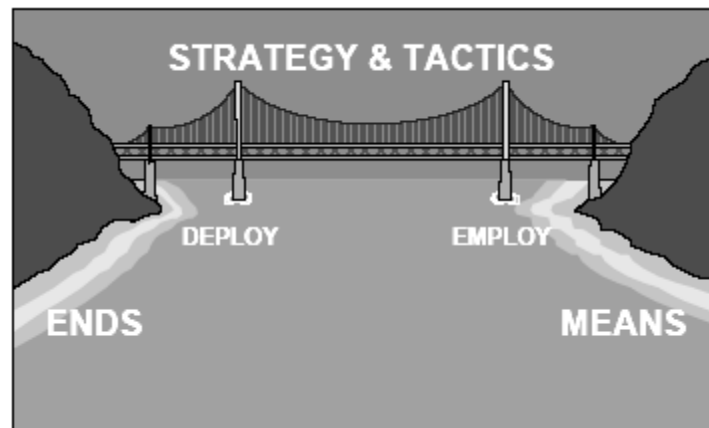 STRATEGY & TACTICS
DEPLOY
EMPLOY
ENDS
MEANS